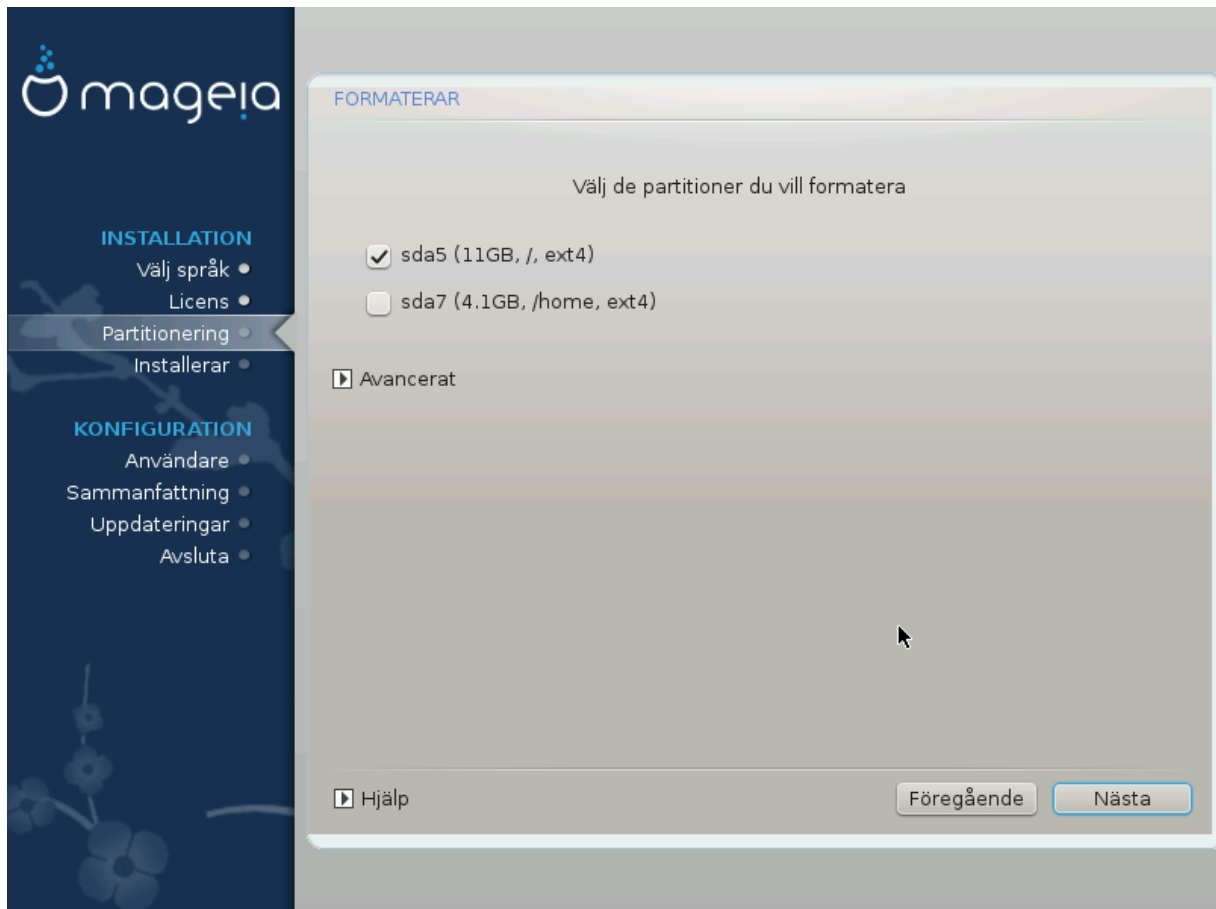 mageia
INSTALLATION
Välj språk
Licens
Partitionering
Installerar
KONFIGURATION
Användare
Sammanfattning
Uppdateringar
Avsluta
FORMATERAR
Välj de partitioner du vill formatera
sda5 (11GB, /, ext4)
sda7 (4.1GB, /home, ext4)
Avancerat
Hjälp
Föregående
Nästa